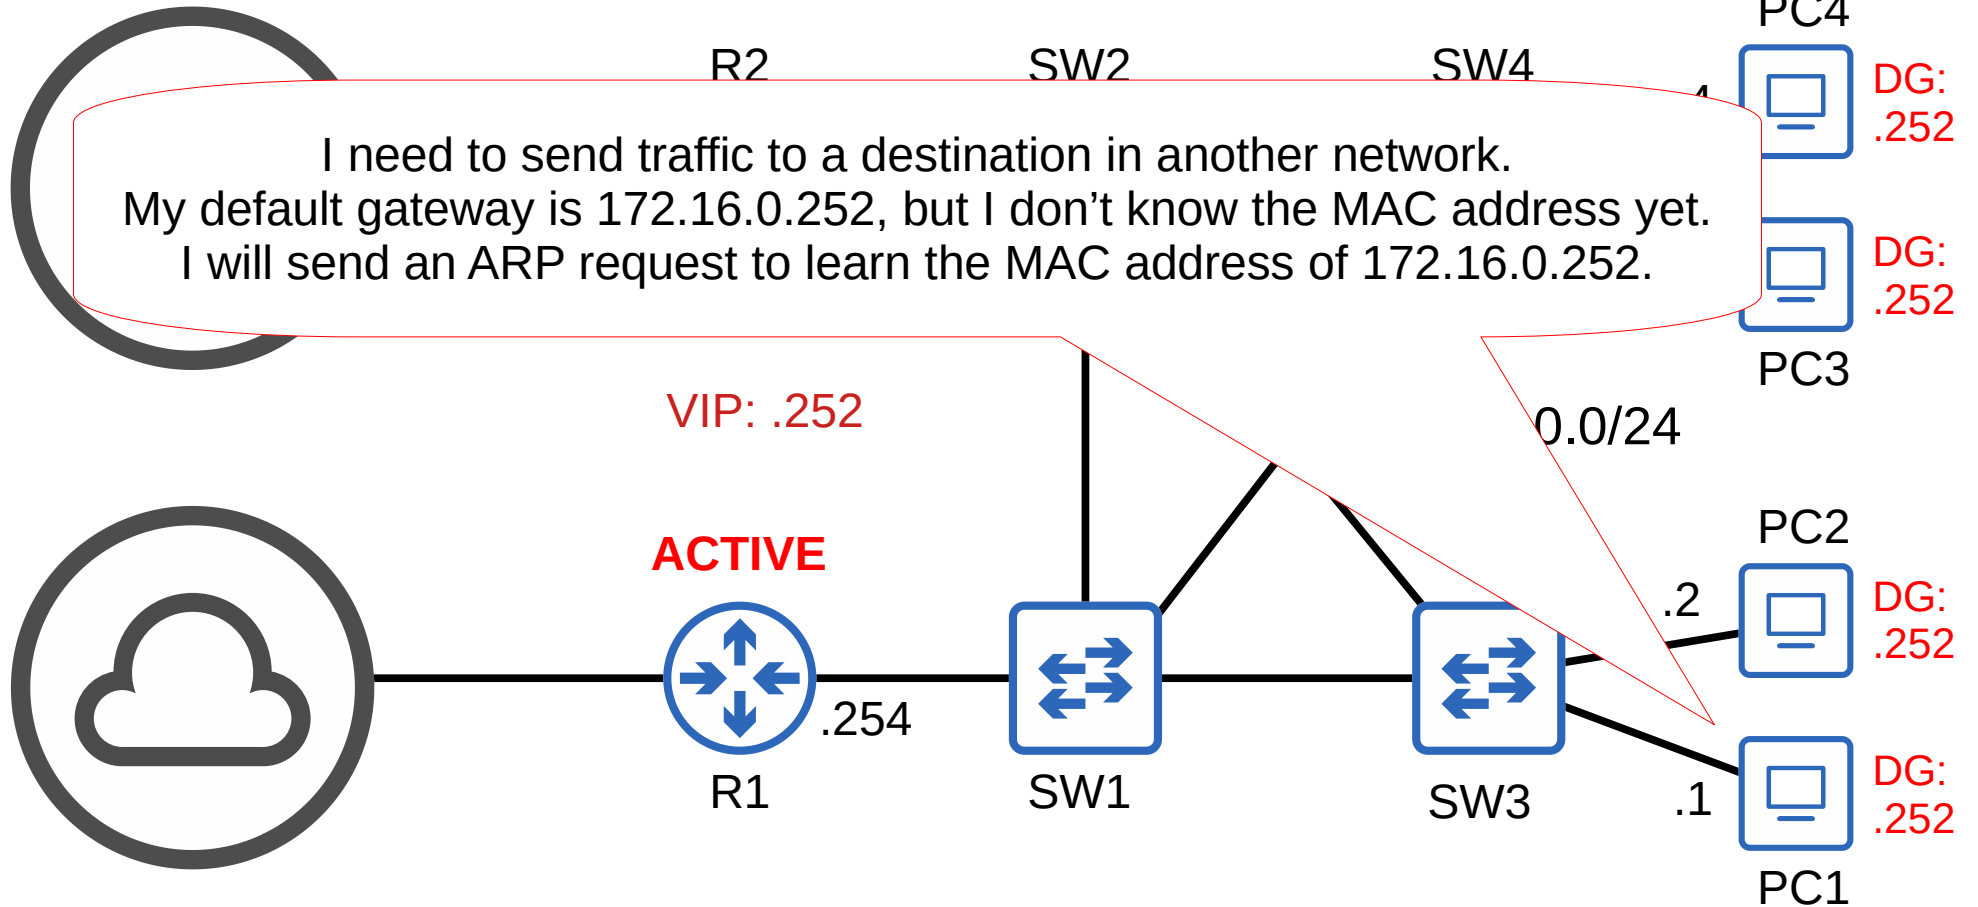 PC4
R2
SW2
SW4
DG:
.252
I need to send traffic to a destination in another network.
My default gateway is 172.16.0.252, but I don’t know the MAC address yet.
I will send an ARP request to learn the MAC address of 172.16.0.252.
DG:
.252
PC3
VIP: .252
0.0/24
PC2
ACTIVE
.2
DG:
.252
.254
R1
SW1
SW3
.1
DG:
.252
PC1